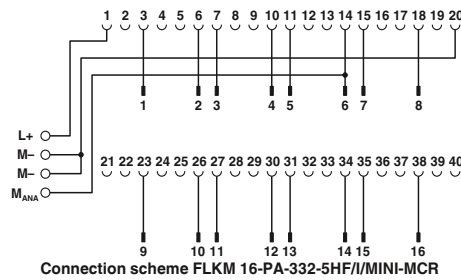 1 2 3 4 5 6 7 8 9 10 11 12 13 14 15 16 17 18 19 20
1 2 3 4 5 6 7 8
L+
M–
M–
MANA
21 22 23 24 25 26 27 28 29 30 31 32 33 34 35 36 37 38 39 40
9 10 11 12 13 14 15 16
Connection scheme FLKM 16-PA-332-5HF/I/MINI-MCR